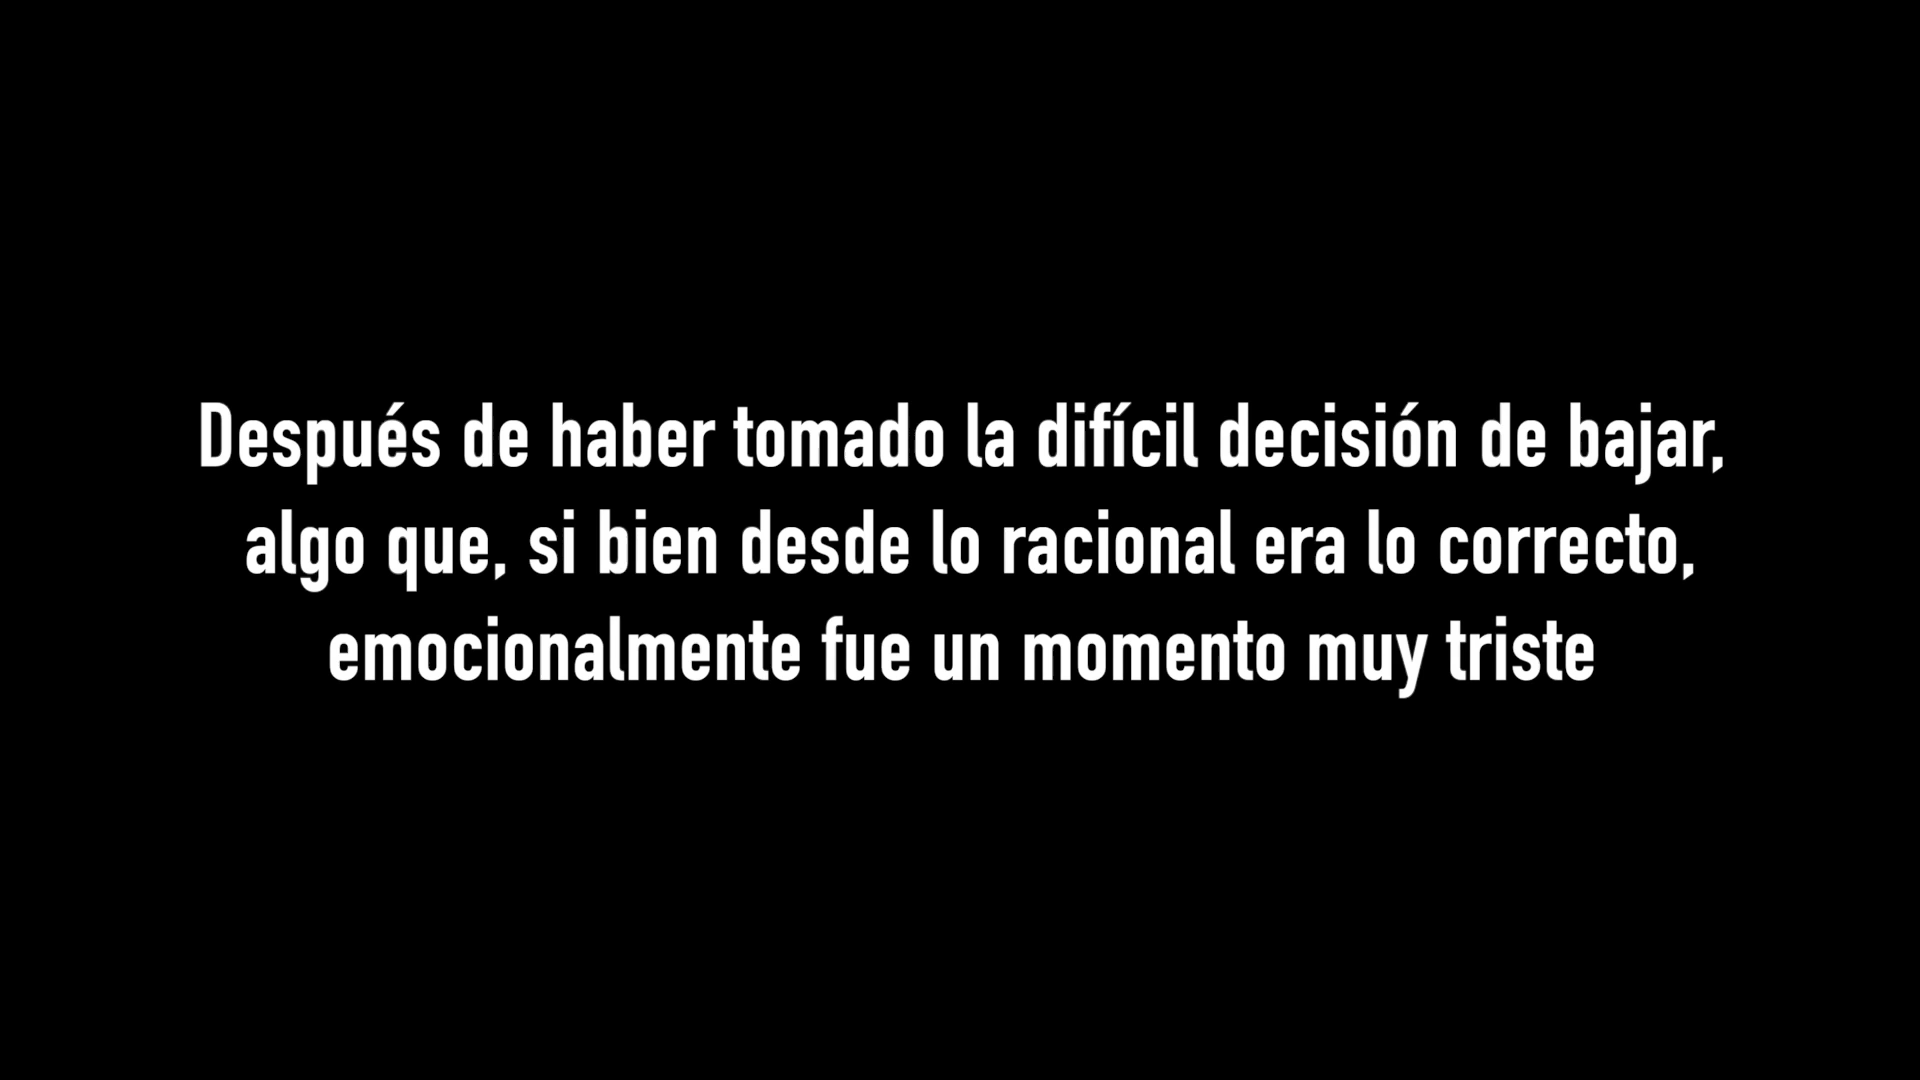 Después de haber tomado la difícil decisión de bajar,
algo que, si bien desde lo racional era lo correcto,
emocionalmente fue un momento muy triste